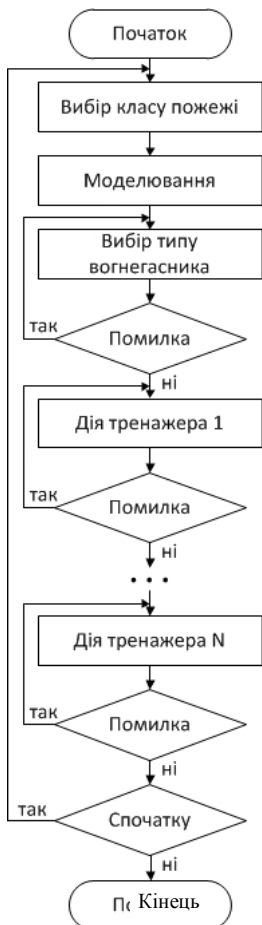 Початок
Вибір класу пожежі
Моделювання
Вибір типу
вогнегасника
так
Помилка
ні
Дія тренажера 1
так
Помилка
ні
• • •
Дія тренажера N
так
Помилка
ні
так
Спочатку
ні
Кінець